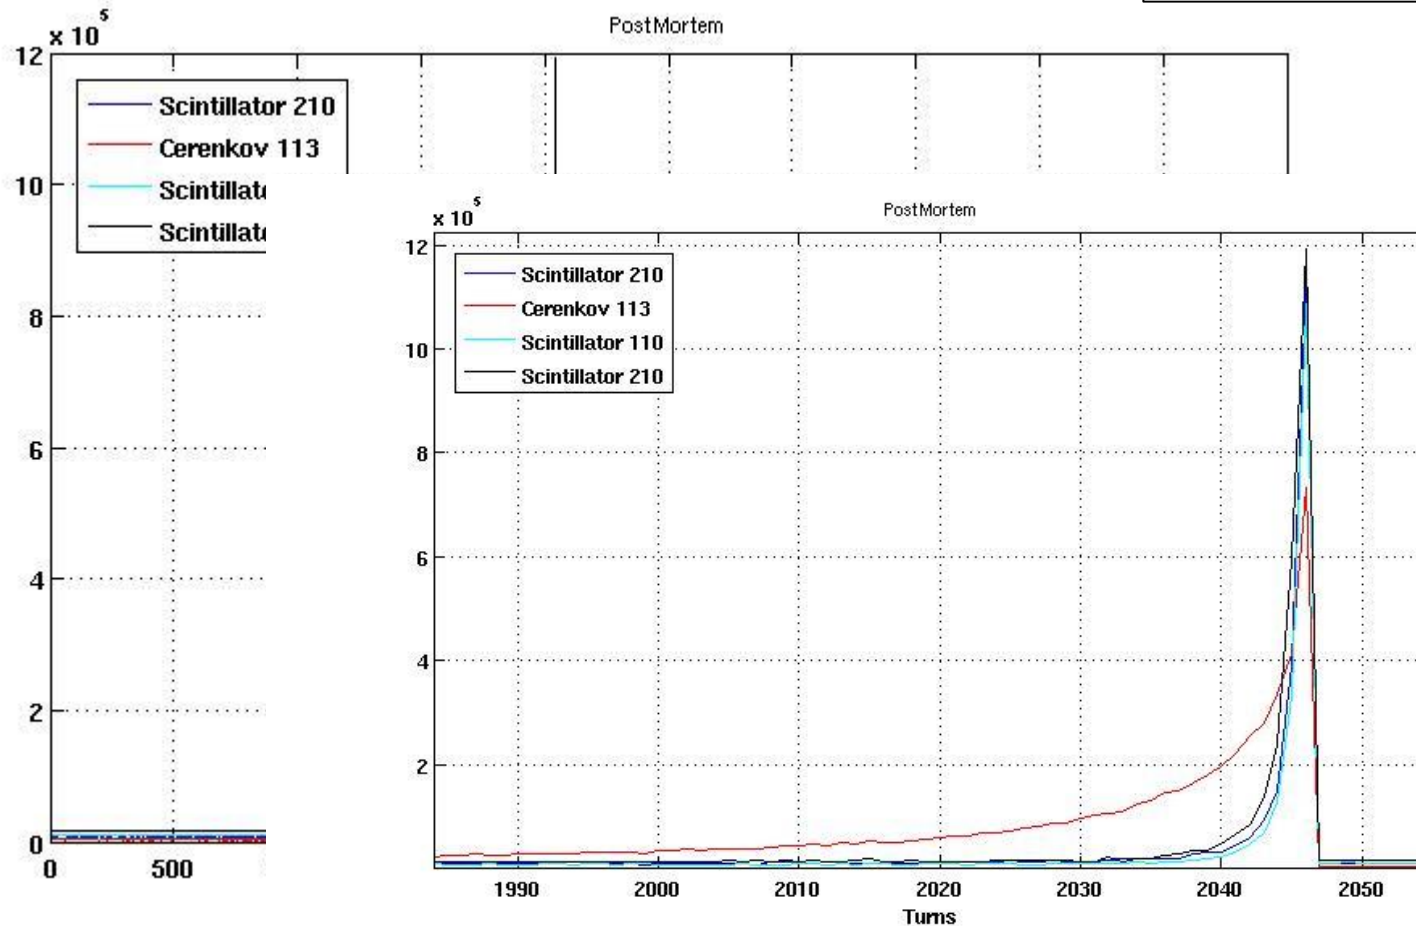 x 10^5
PostMortem
12
Scintillator 210
Cerenkov 113
10
Scintillato
Scintillato
8
6
4
2
0
0 500
x 10^5
PostMortem
12
Scintillator 210
Cerenkov 113
Scintillator 110
Scintillator 210
10
8
6
4
2
1990 2000 2010 2020 2030 2040 2050
Turns